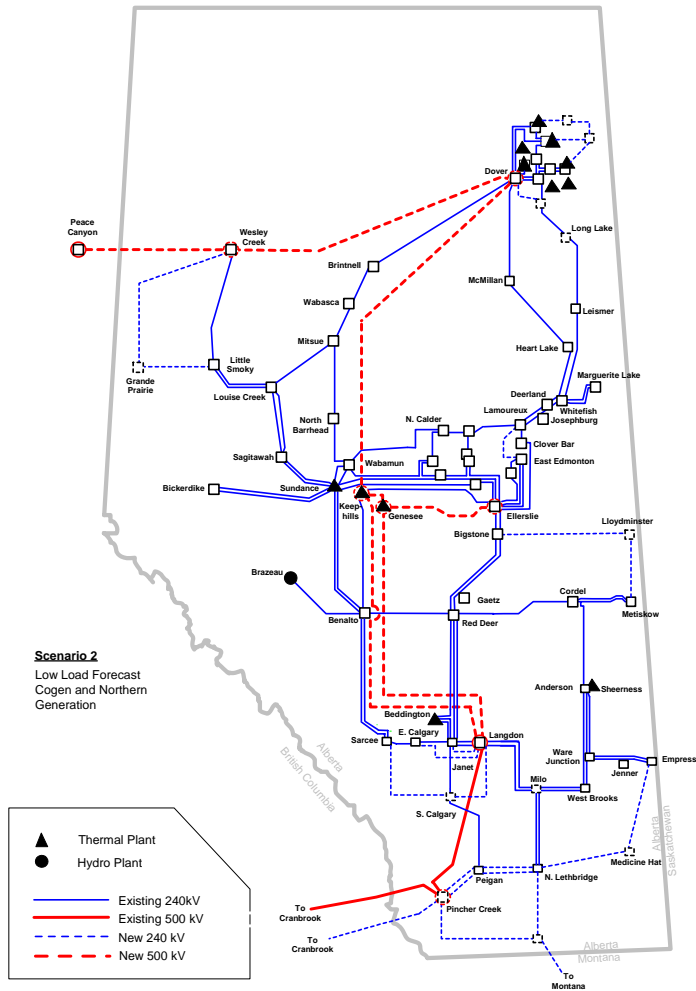 Dover
Peace
Canyon
Wesley
Creek
Long Lake
Brintnell
McMillan
Wabasca
Leismer
Mitsue
Heart Lake
Little
Smoky
Grande
Prairie
Louise Creek
Marguerite Lake
Deerland
Whitefish
Lamoureux
Josephburg
North
Barrhead
N. Calder
Clover Bar
Sagitawah
Wabamun
East Edmonton
Bickerdike
Sundance
Keep-
hills
Genesee
Ellerslie
Lloydminster
Bigstone
Brazeau
Gaetz
Cordel
Benalto
Red Deer
Metiskow
Scenario 2
Low Load Forecast
Cogen and Northern
Generation
Anderson
Sheerness
Beddington
Sarcee
E. Calgary
Langdon
Janet
Ware
Junction
Jenner
Empress
Alberta
British Columbia
Milo
West Brooks
S. Calgary
Alberta
Saskatchewan
Medicine Hat
Peigan
N. Lethbridge
Thermal Plant
Hydro Plant
Existing 240kV
Existing 500 kV
New 240 kV
New 500 kV
To
Cranbrook
Pincher Creek
To
Cranbrook
Alberta
Montana
To
Montana